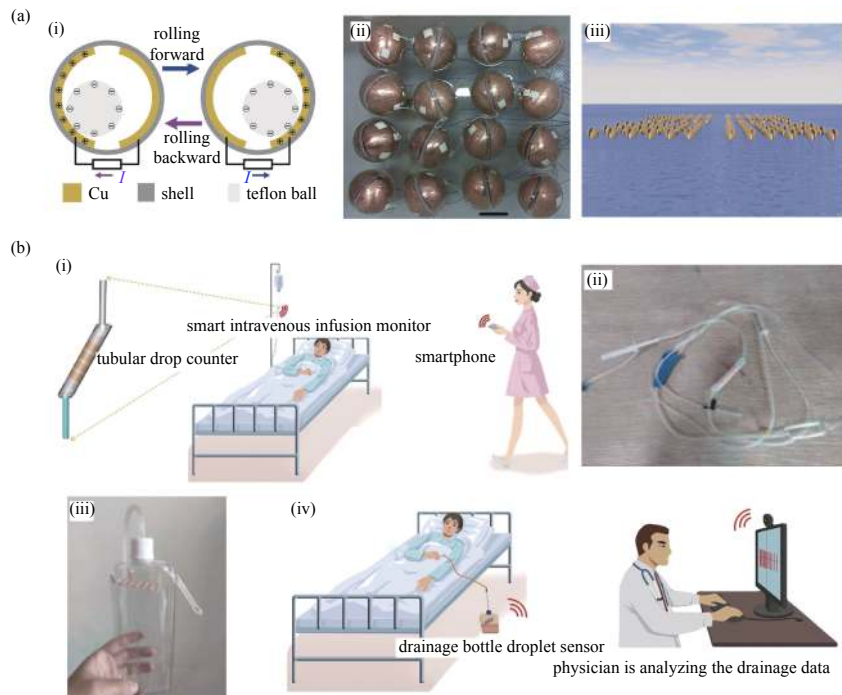 (a)
(i)
rolling
forward
rolling
backward
I
I
Cu
shell
teflon ball
(ii)
(iii)
(b)
(i)
tubular drop counter
smart intravenous infusion monitor
smartphone
(ii)
(iii)
(iv)
drainage bottle droplet sensor
physician is analyzing the drainage data